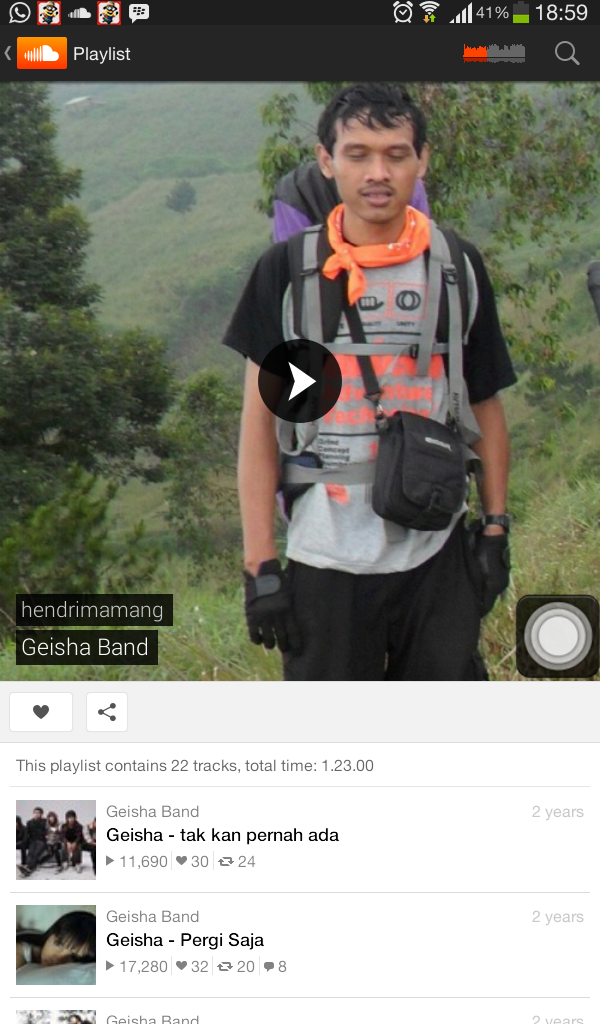 41% 18:59
Playlist
UNITY
hendrimamang
Geisha Band
This playlist contains 22 tracks, total time: 1.23.00
Geisha Band 2 years
Geisha - tak kan pernah ada
11,690 30 24
Geisha Band 2 years
Geisha - Pergi Saja
17,280 32 20 8
Geisha Band 2 years